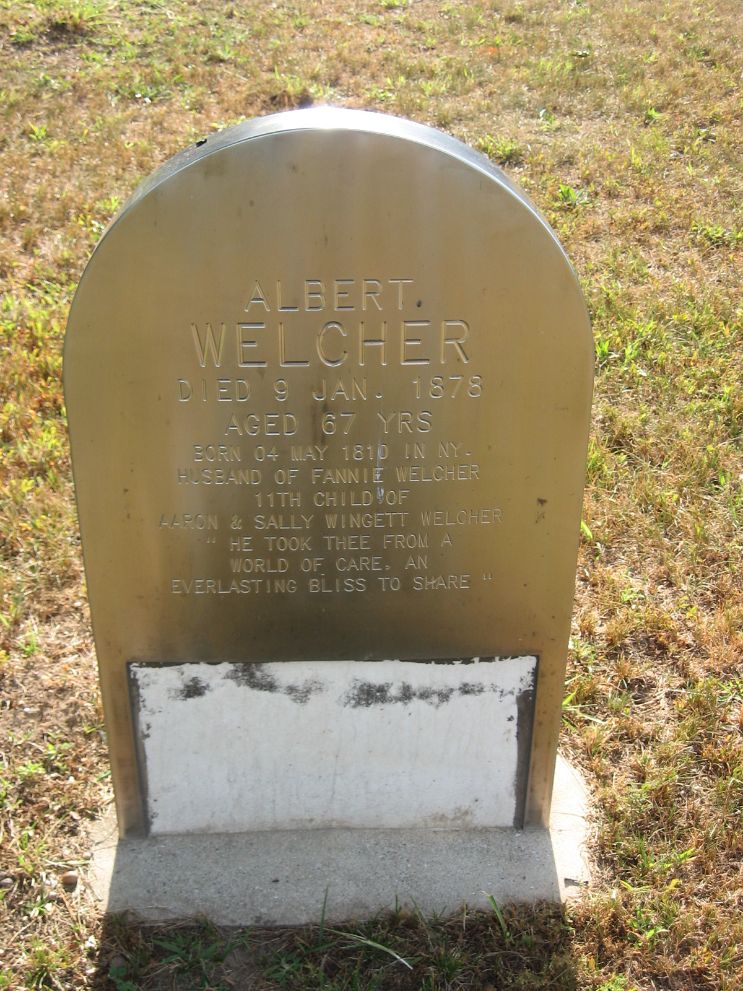 ALBERT
WELCHER
DIED 9 JAN. 1878
AGED 67 YRS
BORN 04 MAY 1810 IN NY.
HUSBAND OF FANNIE WELCHER
11TH CHILD OF
AARON & SALLY WINGETT WELCHER
" HE TOOK THEE FROM A
WORLD OF CARE, AN
EVERLASTING BLISS TO SHARE "